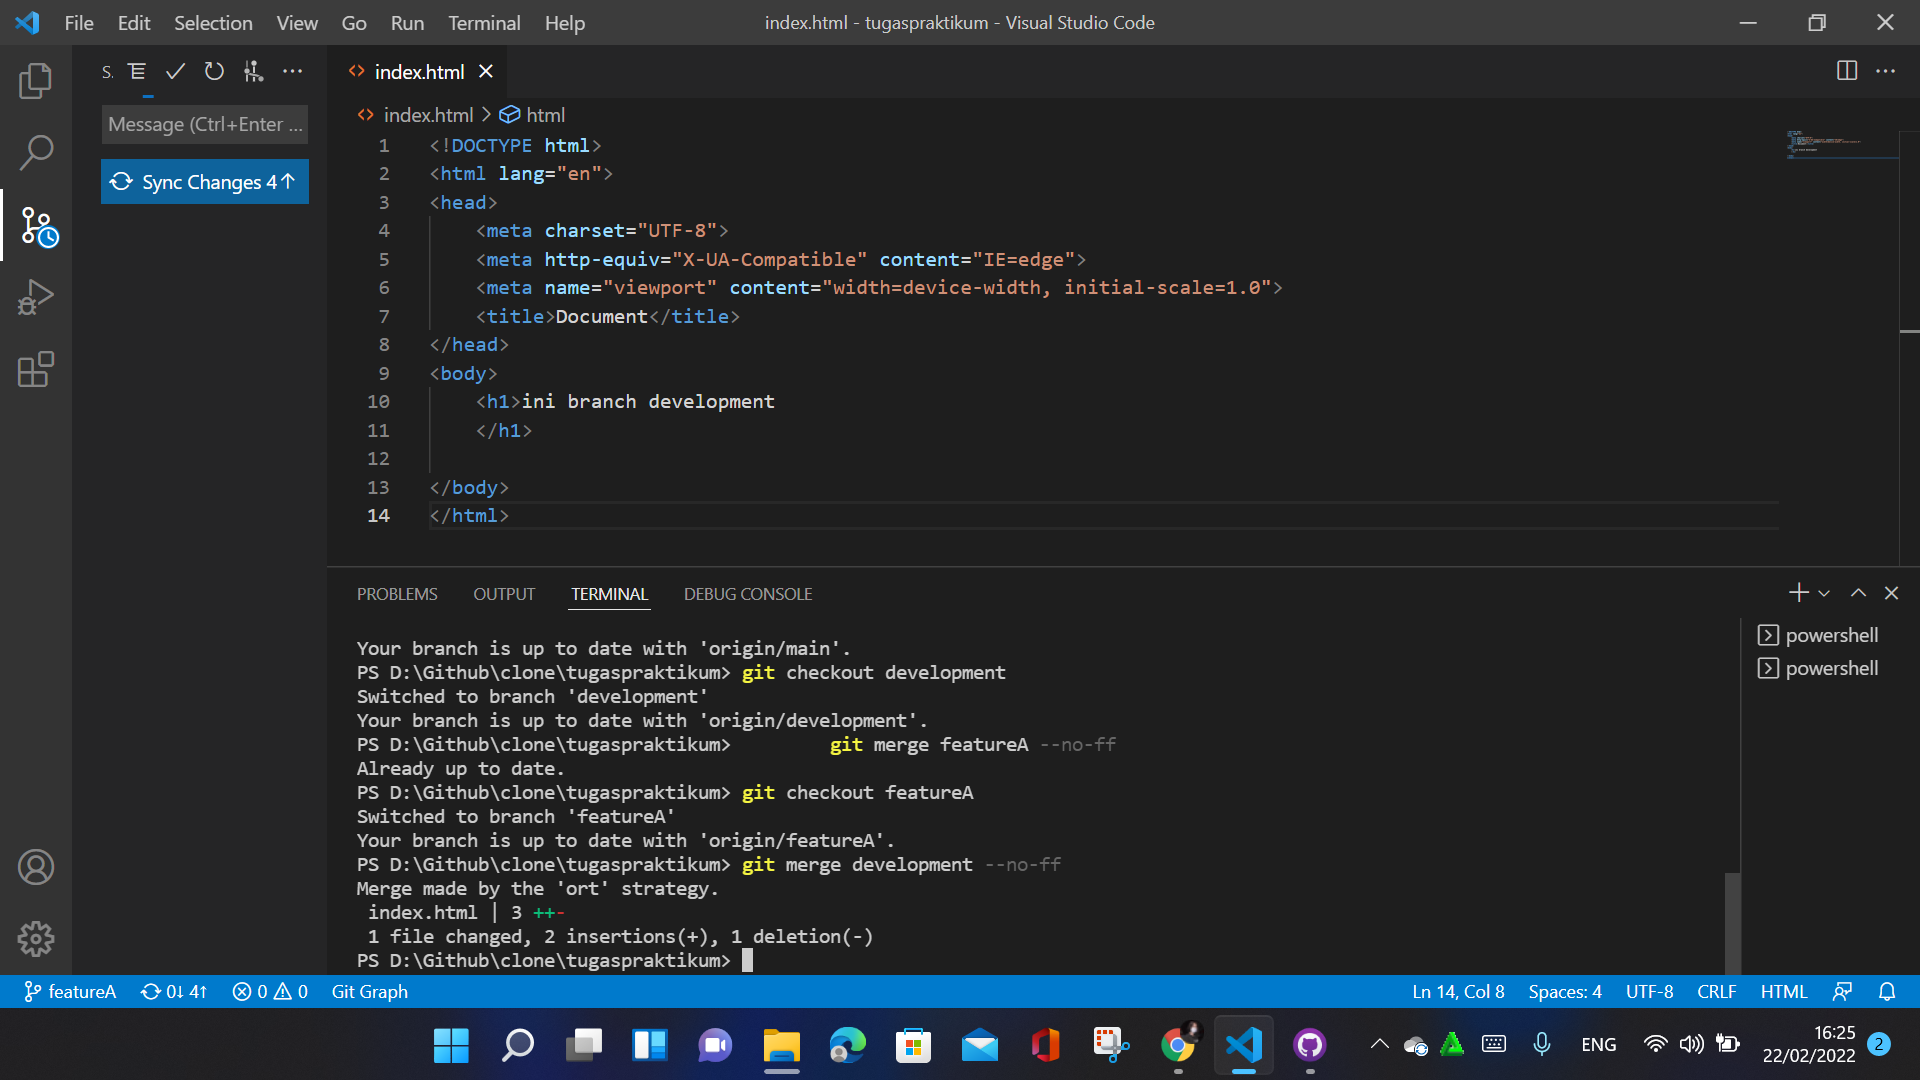 File Edit Selection View Go Run Terminal Help
index.html - tugaspraktikum - Visual Studio Code
S.
Message (Ctrl+Enter ...
Sync Changes 4↑
index.html
index.html > html
1 <!DOCTYPE html>
2 <html lang="en">
3 <head>
4 <meta charset="UTF-8">
5 <meta http-equiv="X-UA-Compatible" content="IE=edge">
6 <meta name="viewport" content="width=device-width, initial-scale=1.0">
7 <title>Document</title>
8 </head>
9 <body>
10 <h1>ini branch development
11 </h1>
12
13 </body>
14 </html>
PROBLEMS OUTPUT TERMINAL DEBUG CONSOLE
powershell
powershell
Your branch is up to date with 'origin/main'.
PS D:\Github\clone\tugaspraktikum> git checkout development
Switched to branch 'development'
Your branch is up to date with 'origin/development'.
PS D:\Github\clone\tugaspraktikum> git merge featureA --no-ff
Already up to date.
PS D:\Github\clone\tugaspraktikum> git checkout featureA
Switched to branch 'featureA'
Your branch is up to date with 'origin/featureA'.
PS D:\Github\clone\tugaspraktikum> git merge development --no-ff
Merge made by the 'ort' strategy.
index.html | 3 ++-
1 file changed, 2 insertions(+), 1 deletion(-)
PS D:\Github\clone\tugaspraktikum>
featureA 0↓ 4↑ 0 0 Git Graph
Ln 14, Col 8 Spaces: 4 UTF-8 CRLF HTML
ENG
16:25
22/02/2022
2